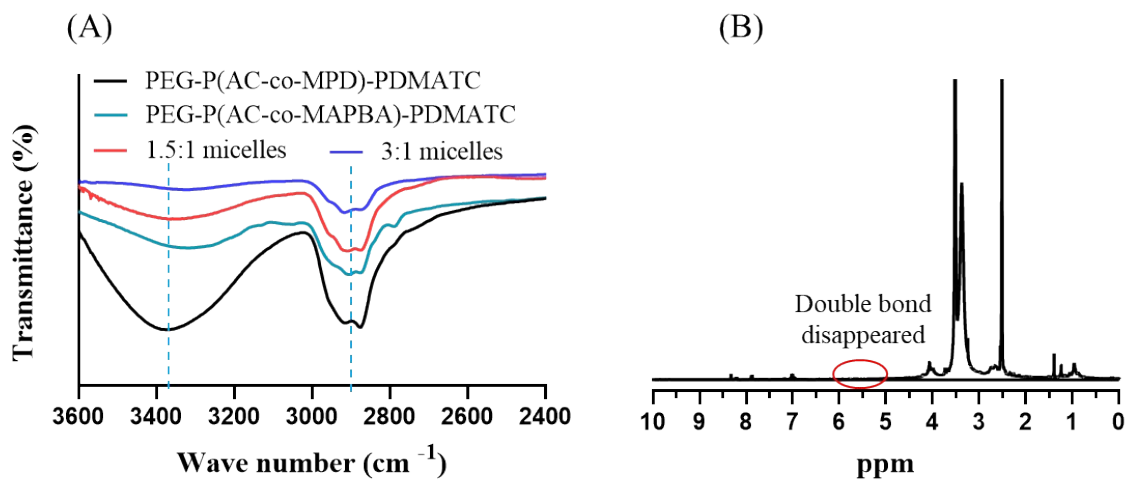 (A)
PEG-P(AC-co-MPD)-PDMATC
PEG-P(AC-co-MAPBA)-PDMATC
1.5:1 micelles
3:1 micelles
Transmittance (%)
3600 3400 3200 3000 2800 2600 2400
Wave number (cm -1)
(B)
Double bond
disappeared
10 9 8 7 6 5 4 3 2 1 0
ppm